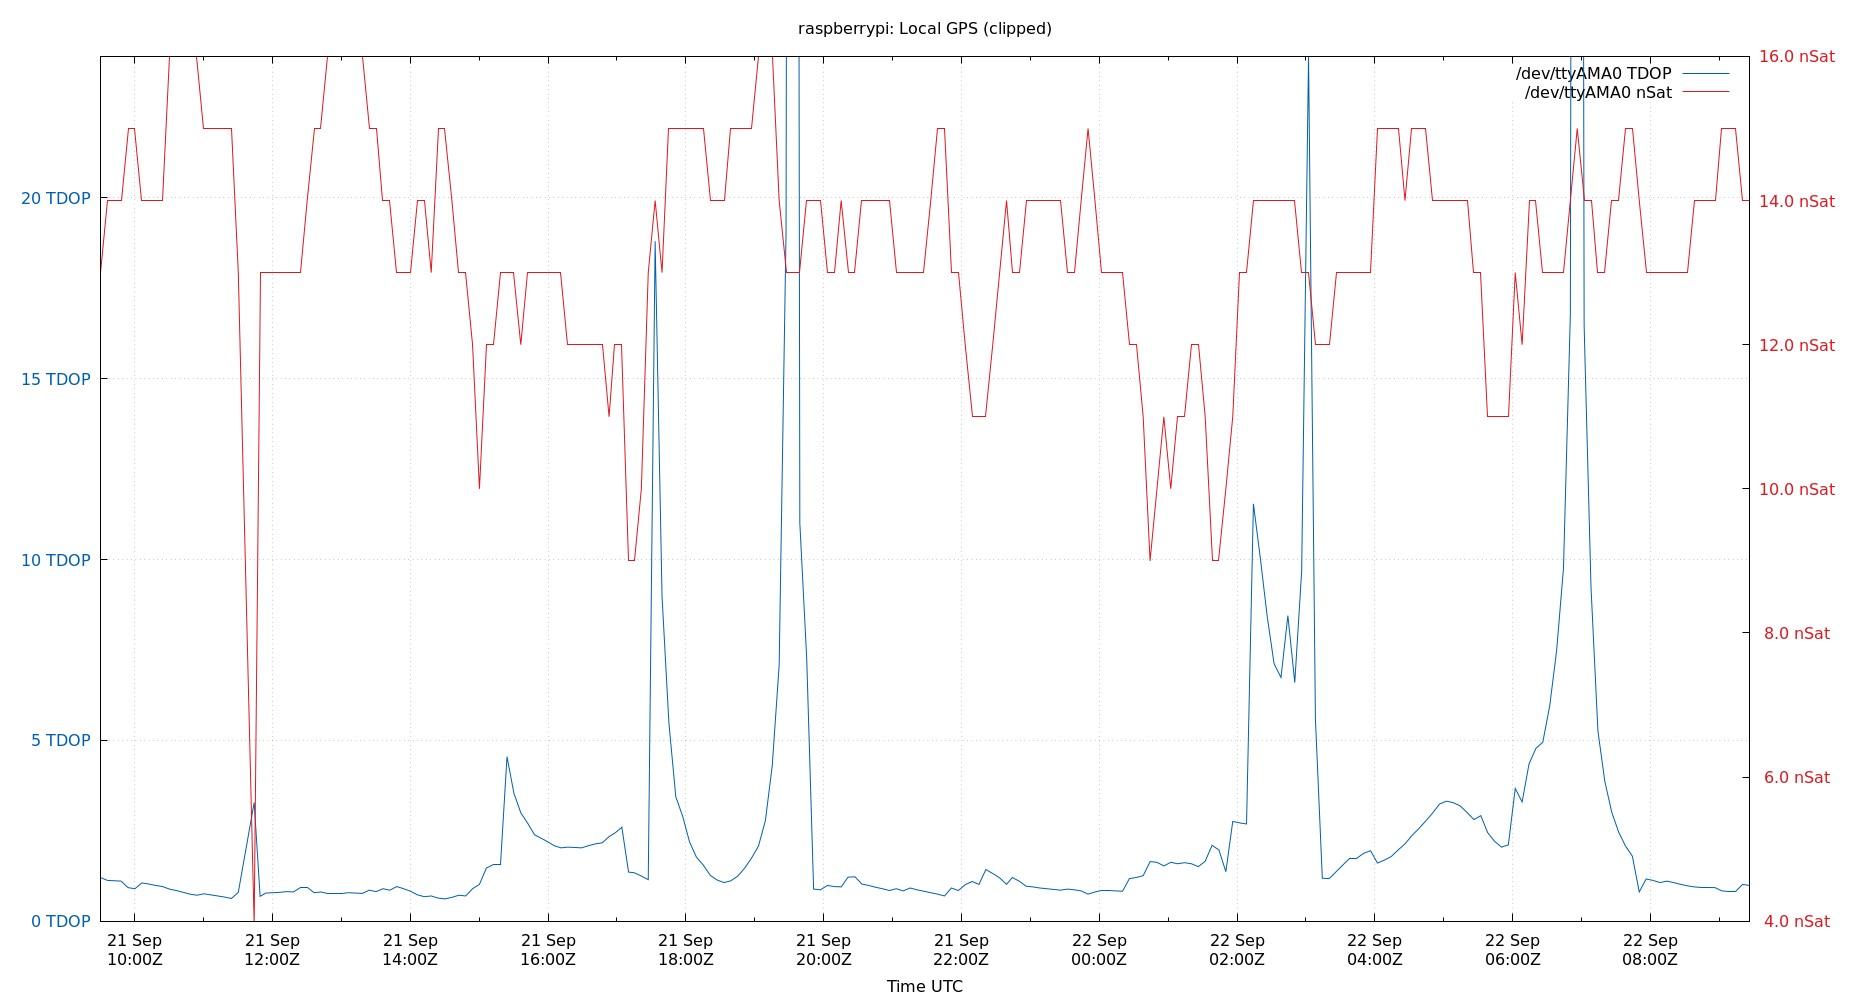 raspberrypi: Local GPS (clipped)
16.0 nSat
/dev/ttyAMA0 TDOP
/dev/ttyAMA0 nSat
20 TDOP
14.0 nSat
12.0 nSat
15 TDOP
10.0 nSat
10 TDOP
8.0 nSat
5 TDOP
6.0 nSat
0 TDOP
4.0 nSat
21 Sep 21 Sep 21 Sep 21 Sep 21 Sep 21 Sep 21 Sep 22 Sep 22 Sep 22 Sep 22 Sep 22 Sep
10:00Z 12:00Z 14:00Z 16:00Z 18:00Z 20:00Z 22:00Z 00:00Z 02:00Z 04:00Z 06:00Z 08:00Z
Time UTC